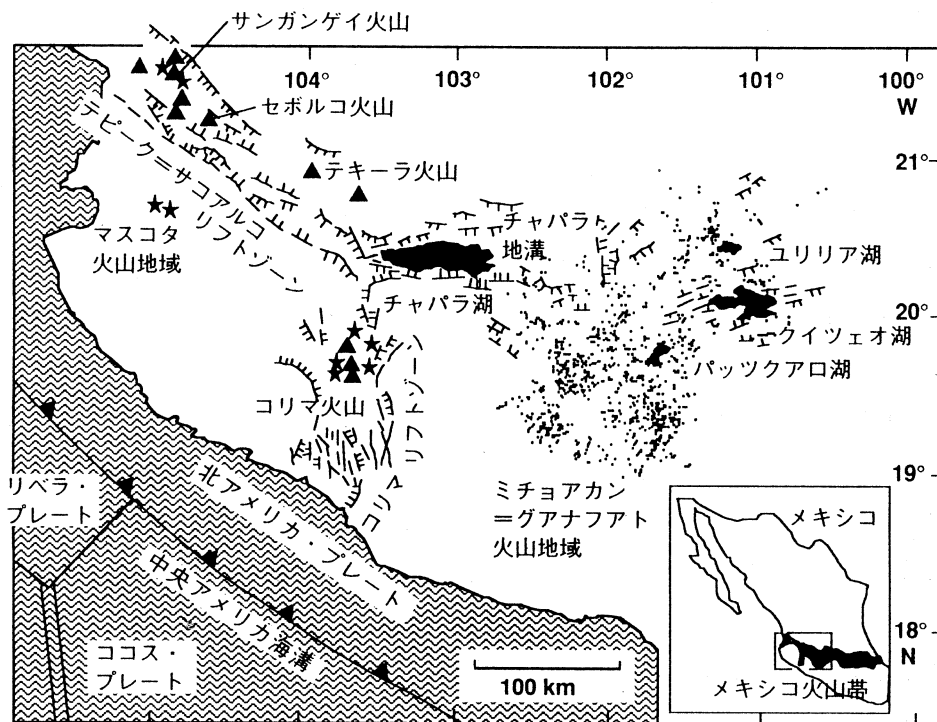 サンガンゲイ火山
104°
103°
102°
101°
100°
W
セボルコ火山
テピーク=サコアルコ
リフトゾーン
テキーラ火山
21°
マスコタ
火山地域
チャパラ
地溝
ユリリア湖
チャパラ湖
20°
クイツェオ湖
パッツクアロ湖
コリマ火山
コリマ リフトゾーン
19°
リベラ・
プレート
北アメリカ・プレート
ミチョアカン
=グアナフアト
火山地域
メキシコ
中央アメリカ海溝
18°
N
ココス・
プレート
100 km
メキシコ火山帯